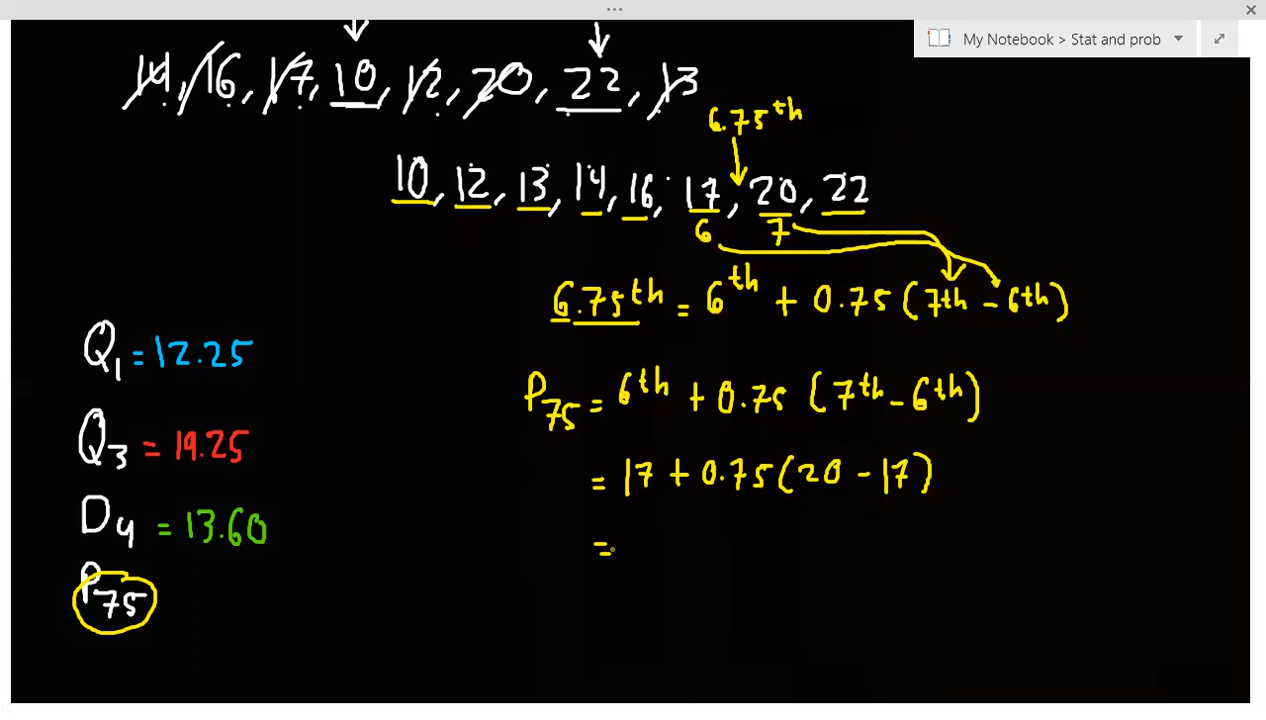 My Notebook > Stat and prob
14, 16, 17, 10, 12, 20, 22, 13
6.75th
10, 12, 13, 14, 16, 17, 20, 22
6 7
6.75th = 6th + 0.75 (7th - 6th)
Q1 = 12.25
P75 = 6th + 0.75 (7th - 6th)
Q3 = 19.25
= 17 + 0.75 (20 - 17)
D4 = 13.60
=
P75